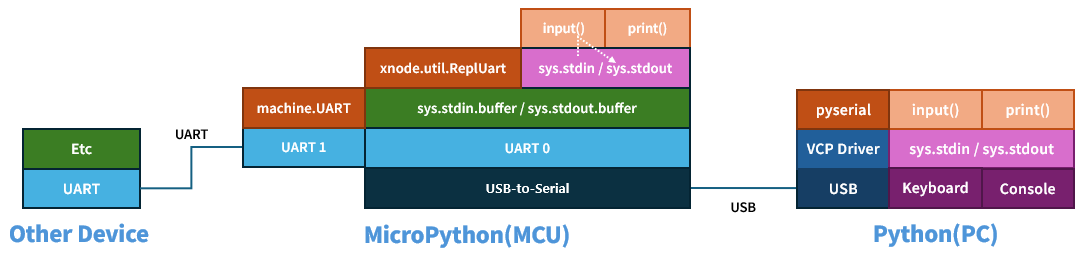 input() print()
xnode.util.ReplUart sys.stdin / sys.stdout
machine.UART sys.stdin.buffer / sys.stdout.buffer pyserial input() print()
UART
Etc UART 1 UART 0 VCP Driver sys.stdin / sys.stdout
UART USB-to-Serial USB Keyboard Console
USB
Other Device MicroPython(MCU) Python(PC)